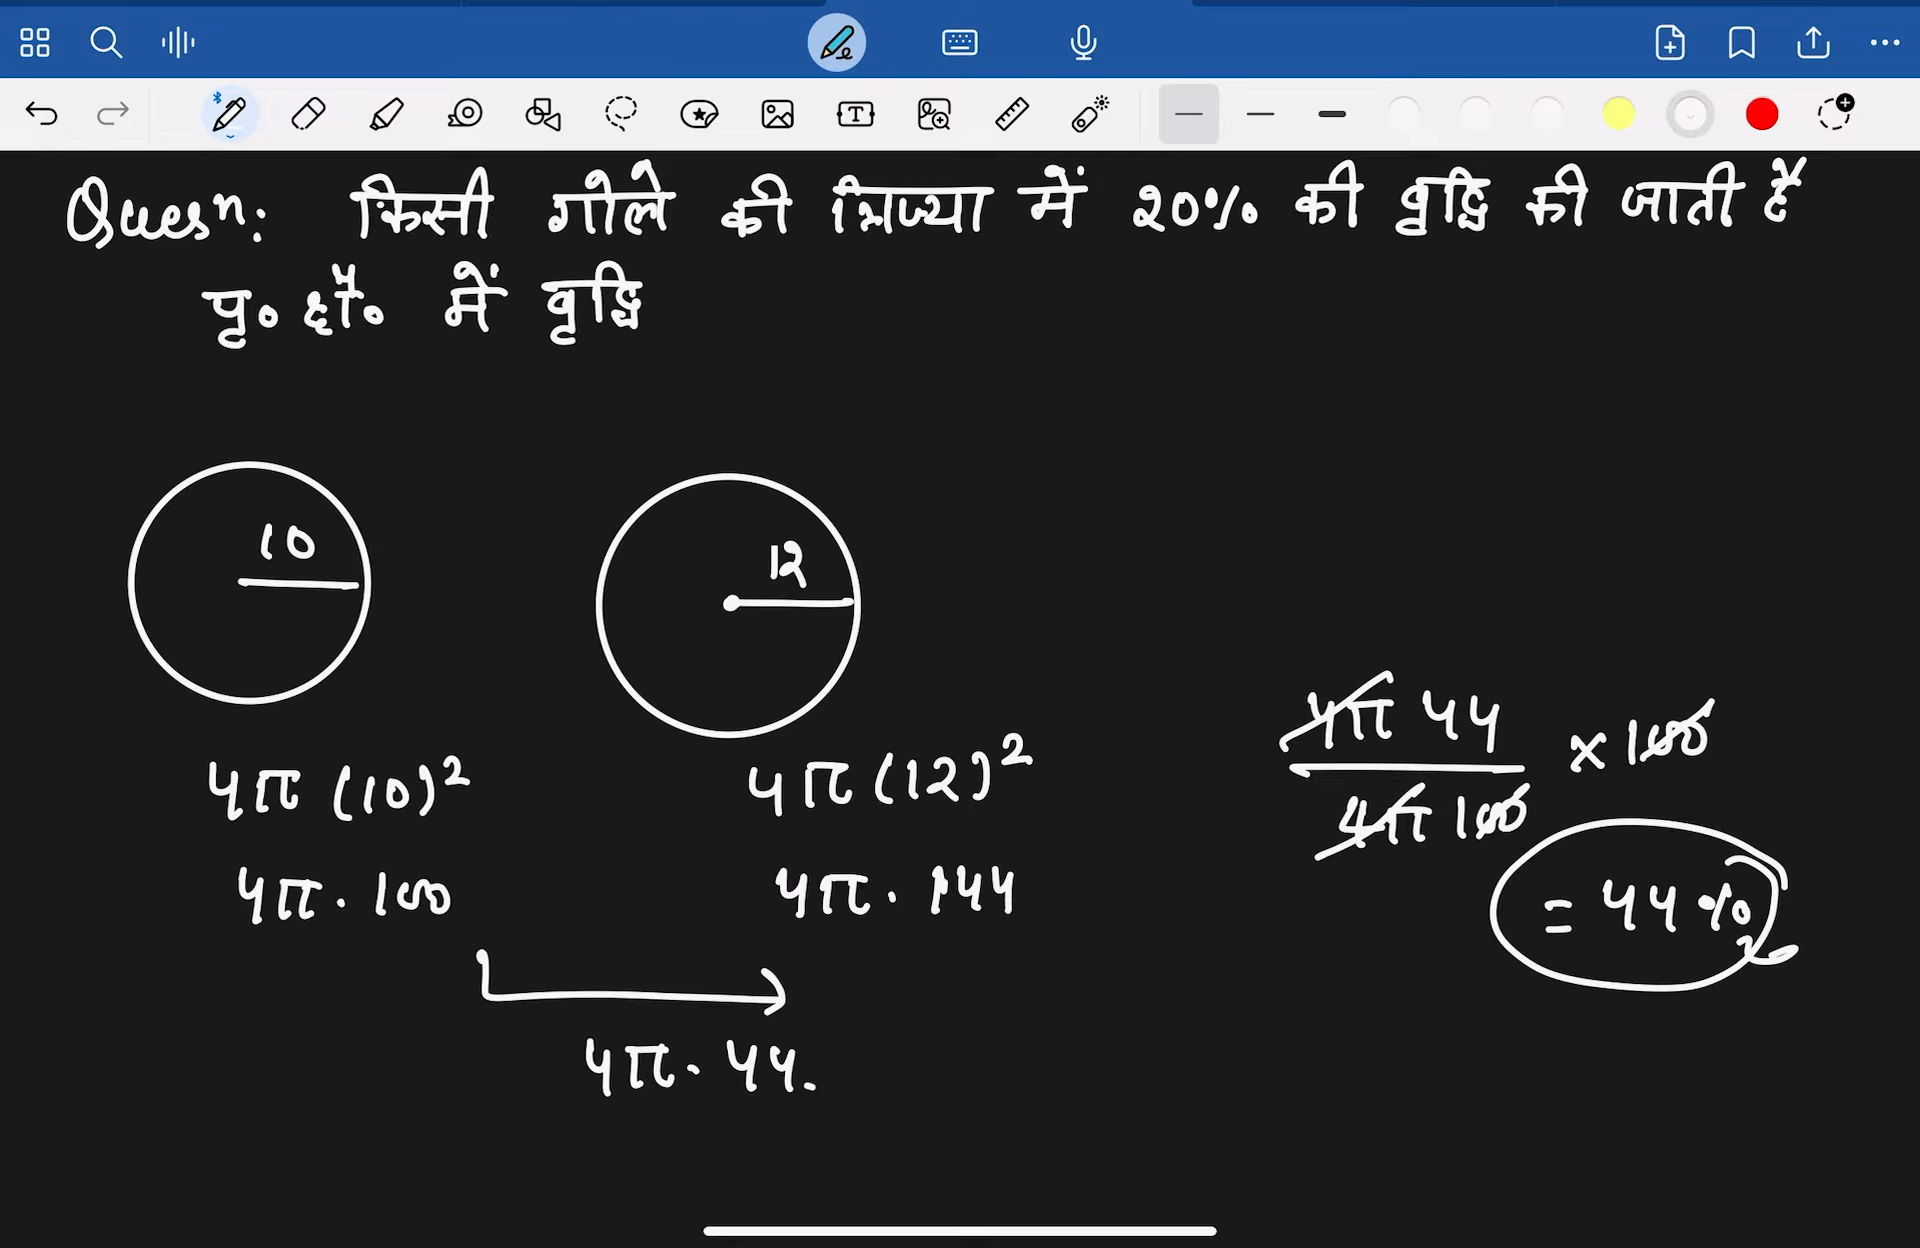 Quesⁿ: किसी गोले की त्रिज्या में 20% की वृद्धि की जाती है
पृ० क्षै० में वृद्धि
10
12
4π (10)²
4π (12)²
4π . 100
4π . 144
4π . 44.
4π 44
4π 100
× 100
= 44 %